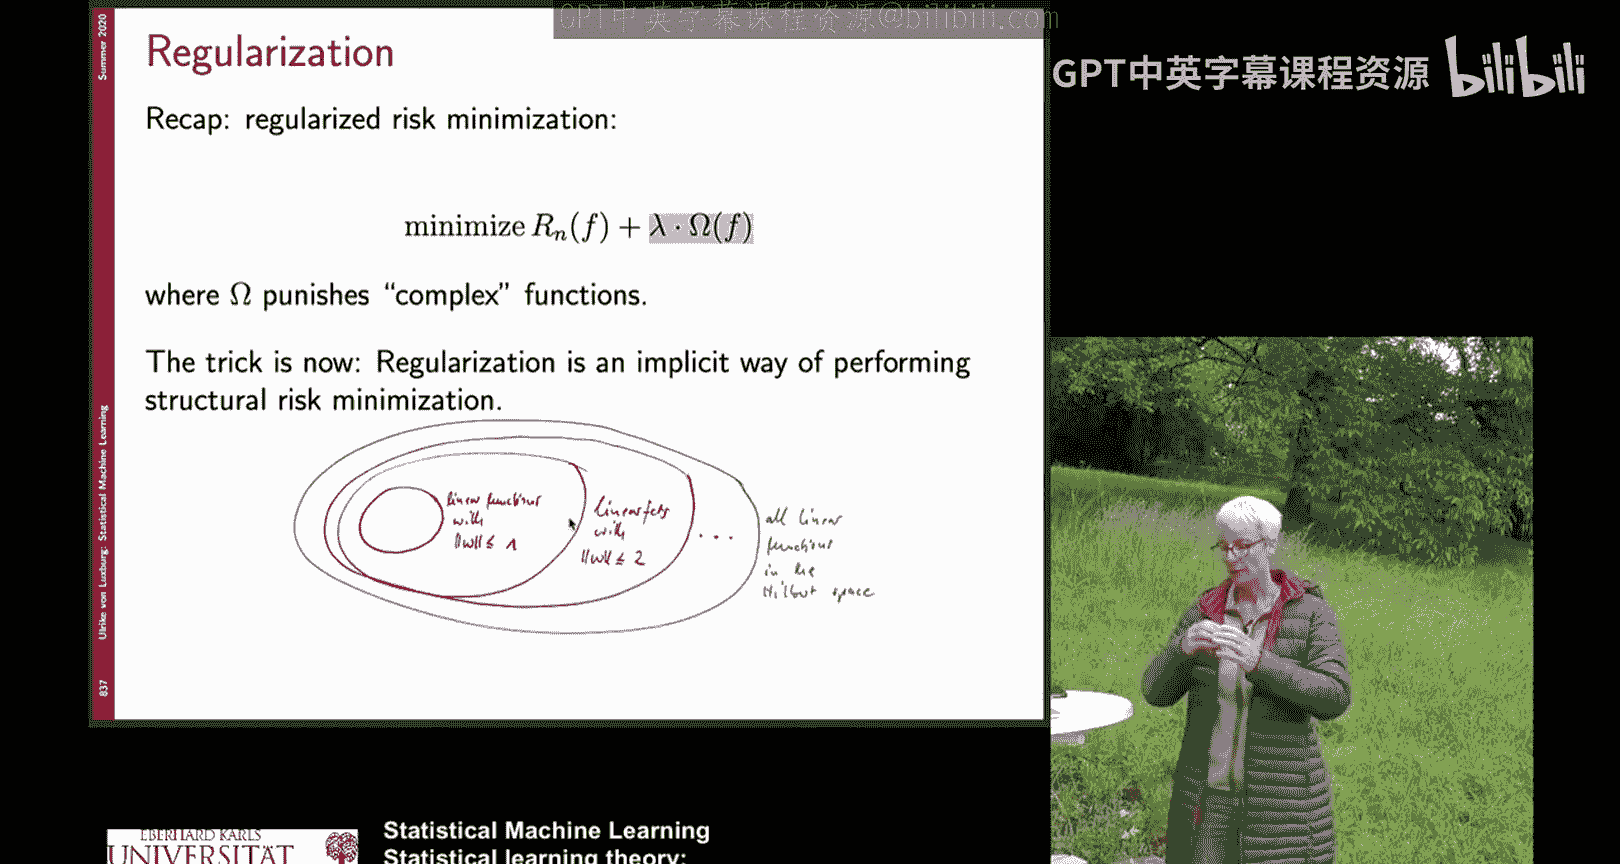 GPT中英字幕课程资源@bilibili.com
GPT中英字幕课程资源 bilibili
Summer 2020
Regularization
Recap: regularized risk minimization:
minimize Rₙ(f) + λ · Ω(f)
where Ω punishes “complex” functions.
The trick is now: Regularization is an implicit way of performing
structural risk minimization.
linear functions
with
||w|| ≤ 1
linear fcts
with
||w|| ≤ 2
...
all linear
functions
in the
Hilbert space
Ulrike von Luxburg: Statistical Machine Learning
837
EBERHARD KARLS
UNIVERSITÄT
Statistical Machine Learning
Statistical learning theory: